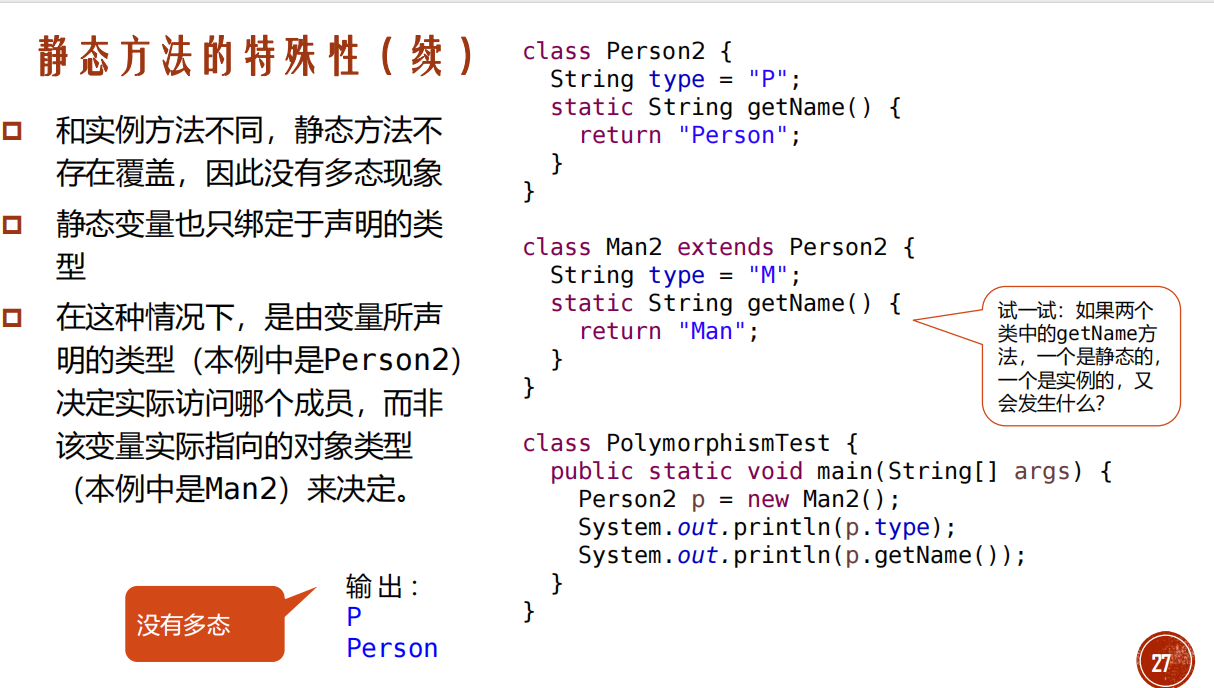 静态方法的特殊性（续）
和实例方法不同，静态方法不
存在覆盖，因此没有多态现象
静态变量也只绑定于声明的类
型
在这种情况下，是由变量所声
明的类型（本例中是Person2）
决定实际访问哪个成员，而非
该变量实际指向的对象类型
（本例中是Man2）来决定。
没有多态
输出：
P
Person
class Person2 {
  String type = "P";
  static String getName() {
    return "Person";
  }
}
class Man2 extends Person2 {
  String type = "M";
  static String getName() {
    return "Man";
  }
}
class PolymorphismTest {
  public static void main(String[] args) {
    Person2 p = new Man2();
    System.out.println(p.type);
    System.out.println(p.getName());
  }
}
试一试：如果两个
类中的getName方
法，一个是静态的，
一个是实例的，又
会发生什么？
27